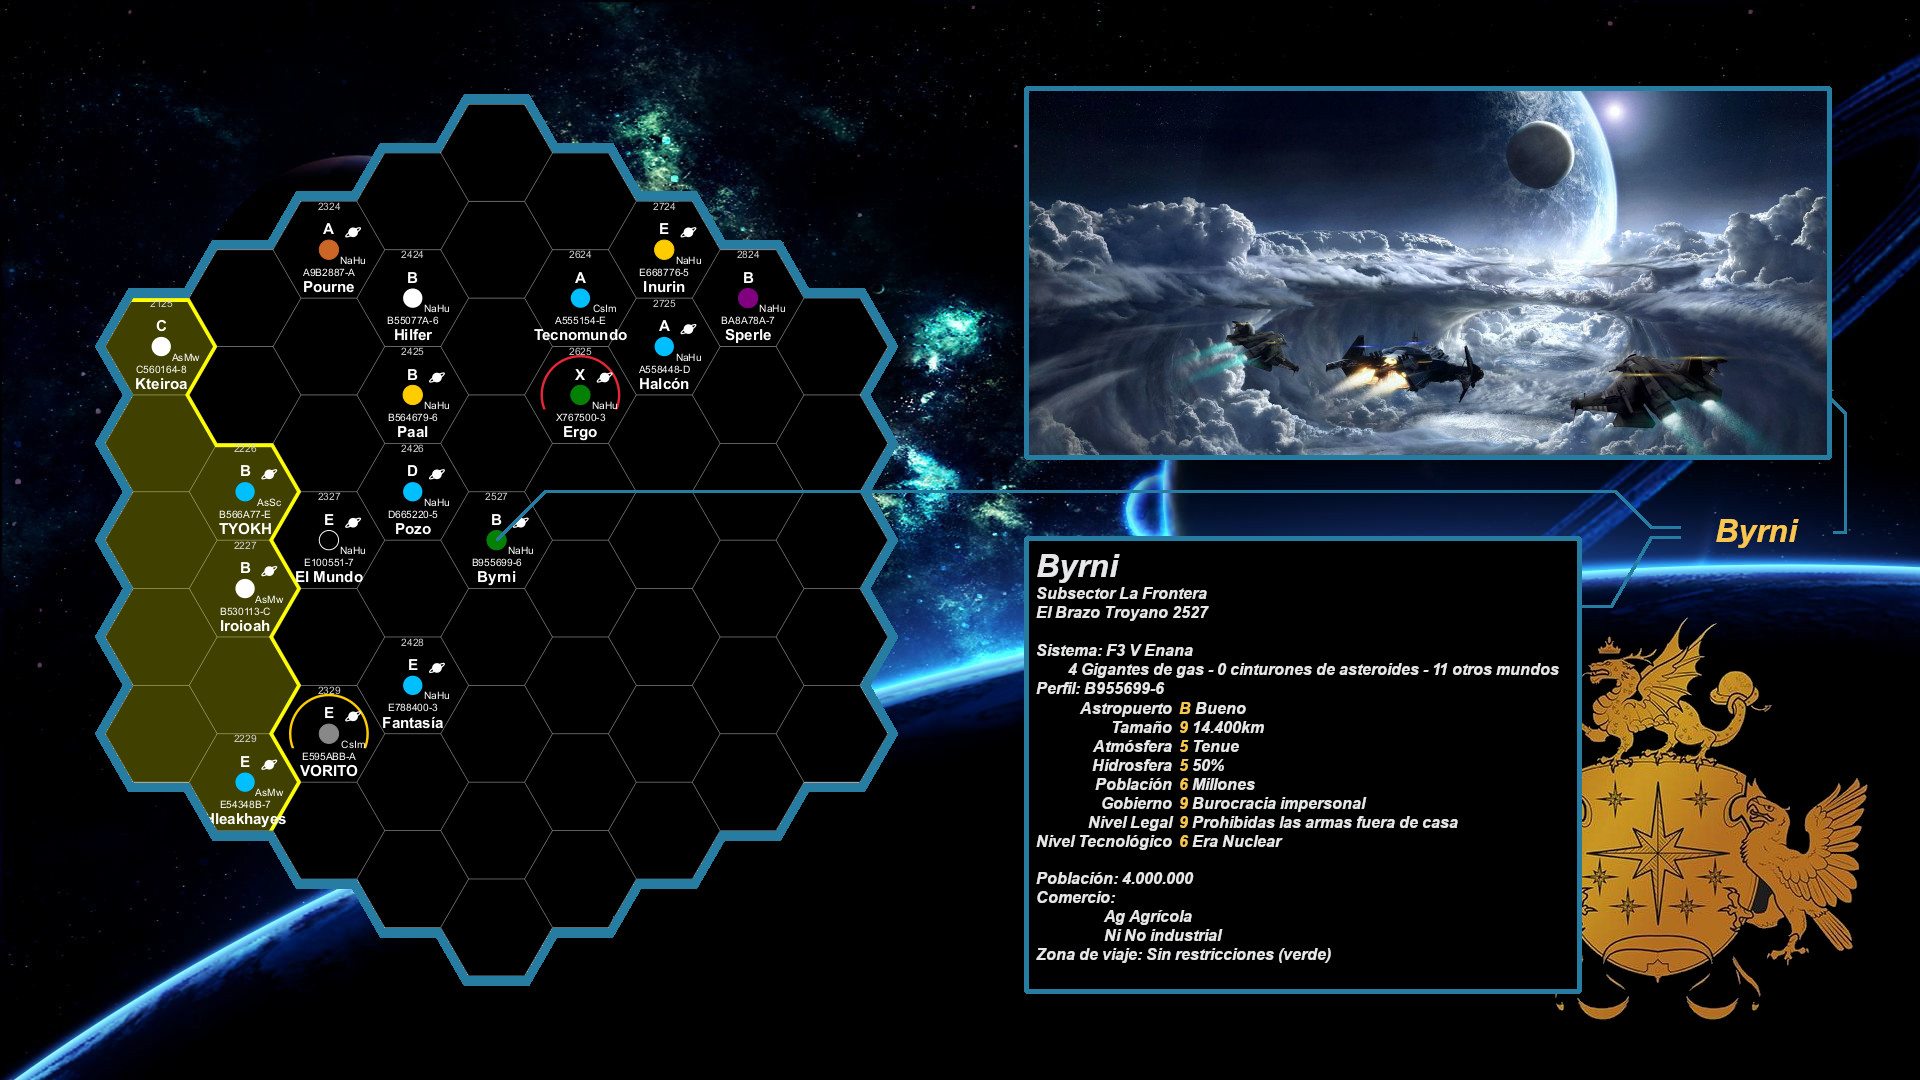 2324
A
NaHu
A9B2887-A
Pourne
2724
E
NaHu
E668776-5
Inurin
2424
B
NaHu
B55077A-6
Hilfer
2624
A
CsIm
A555154-E
Tecnomundo
2824
B
NaHu
BA8A78A-7
Sperle
2125
C
AsMw
C560164-8
Kteiroa
2725
A
NaHu
A558448-D
Halcón
2425
B
NaHu
B564679-6
Paal
2625
X
NaHu
X767500-3
Ergo
2226
B
AsSc
B566A77-E
TYOKH
2426
D
NaHu
D665220-5
Pozo
2327
E
NaHu
E100551-7
El Mundo
2527
B
NaHu
B955699-6
Byrni
2227
B
AsMw
B530113-C
Iroioah
2428
E
NaHu
E788400-3
Fantasía
2329
E
CsIm
E595ABB-A
VORITO
2229
E
AsMw
E54348B-7
Hleakhayes
Byrni
Byrni
Subsector La Frontera
El Brazo Troyano 2527
Sistema: F3 V Enana
4 Gigantes de gas - 0 cinturones de asteroides - 11 otros mundos
Perfil: B955699-6
Astropuerto B Bueno
Tamaño 9 14.400km
Atmósfera 5 Tenue
Hidrosfera 5 50%
Población 6 Millones
Gobierno 9 Burocracia impersonal
Nivel Legal 9 Prohibidas las armas fuera de casa
Nivel Tecnológico 6 Era Nuclear
Población: 4.000.000
Comercio:
Ag Agrícola
Ni No industrial
Zona de viaje: Sin restricciones (verde)